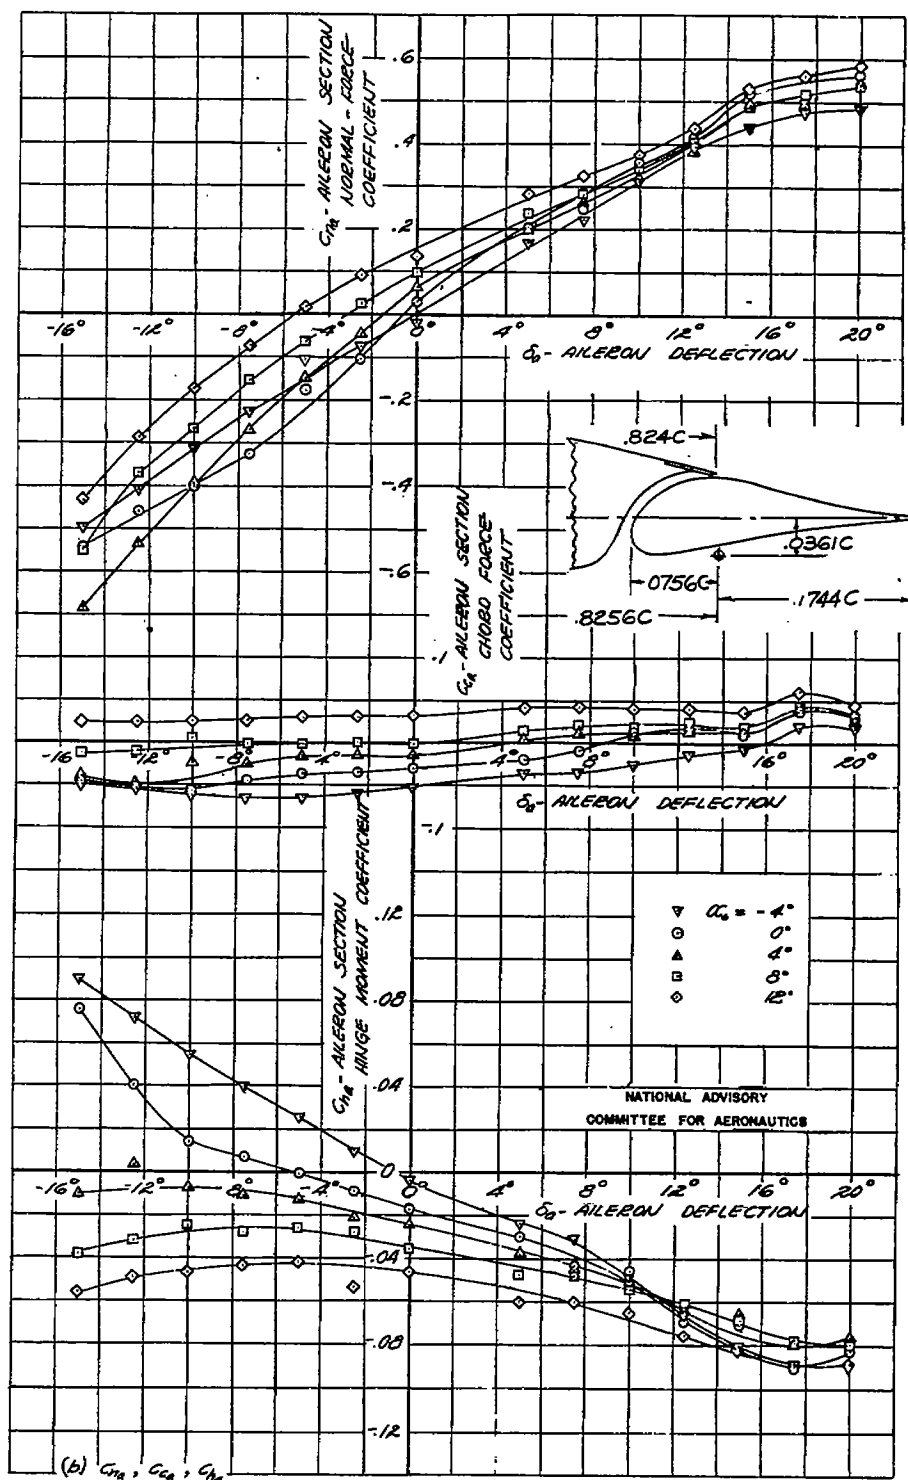 Cna - AILERON SECTION
NORMAL - FORCE-
COEFFICIENT
.6
.4
.2
-16° -12° -8° -4° 0° 4° 8° 12° 16° 20°
δa - AILERON DEFLECTION
-.2
-.4
-.6
.824C
.0361C
.0756C
.1744C
.8256C
Cca - AILERON SECTION
CHORD FORCE-
COEFFICIENT
.1
-16° -12° -8° -4° 4° 8° 12° 16° 20°
δa - AILERON DEFLECTION
-.1
Cha - AILERON SECTION
HINGE MOMENT COEFFICIENT
.12
.08
.04
0
α₀ = -4°
0°
4°
8°
12°
NATIONAL ADVISORY
COMMITTEE FOR AERONAUTICS
-16° -12° -8° -4° 0° 4° 8° 12° 16° 20°
δa - AILERON DEFLECTION
-.04
-.08
-.12
(b) Cna, Cca, Cha